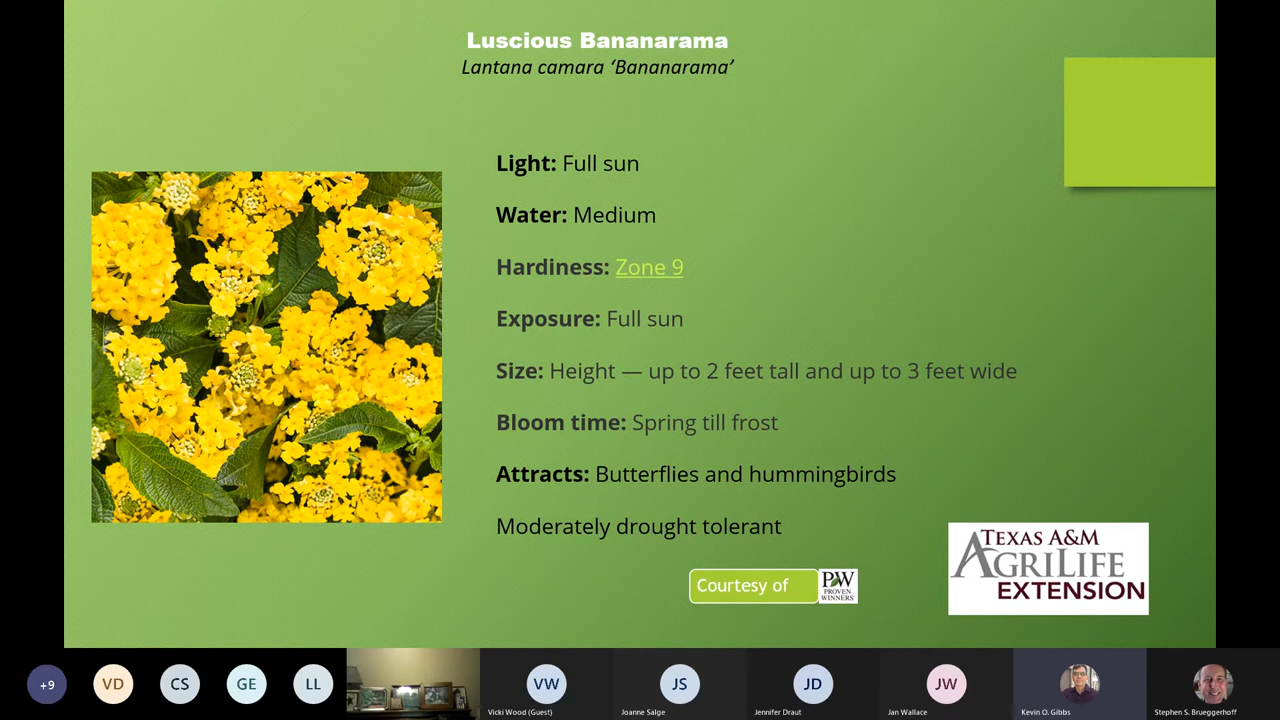 Luscious Bananarama
Lantana camara ‘Bananarama’
Light: Full sun
Water: Medium
Hardiness: Zone 9
Exposure: Full sun
Size: Height — up to 2 feet tall and up to 3 feet wide
Bloom time: Spring till frost
Attracts: Butterflies and hummingbirds
Moderately drought tolerant
Courtesy of
PW
PROVEN
WINNERS
TEXAS A&M
AGRILIFE
EXTENSION
+9
VD
CS
GE
LL
VW
JS
JD
JW
Vicki Wood (Guest)
Joanne Salge
Jennifer Draut
Jan Wallace
Kevin O. Gibbs
Stephen S. Brueggerhoff